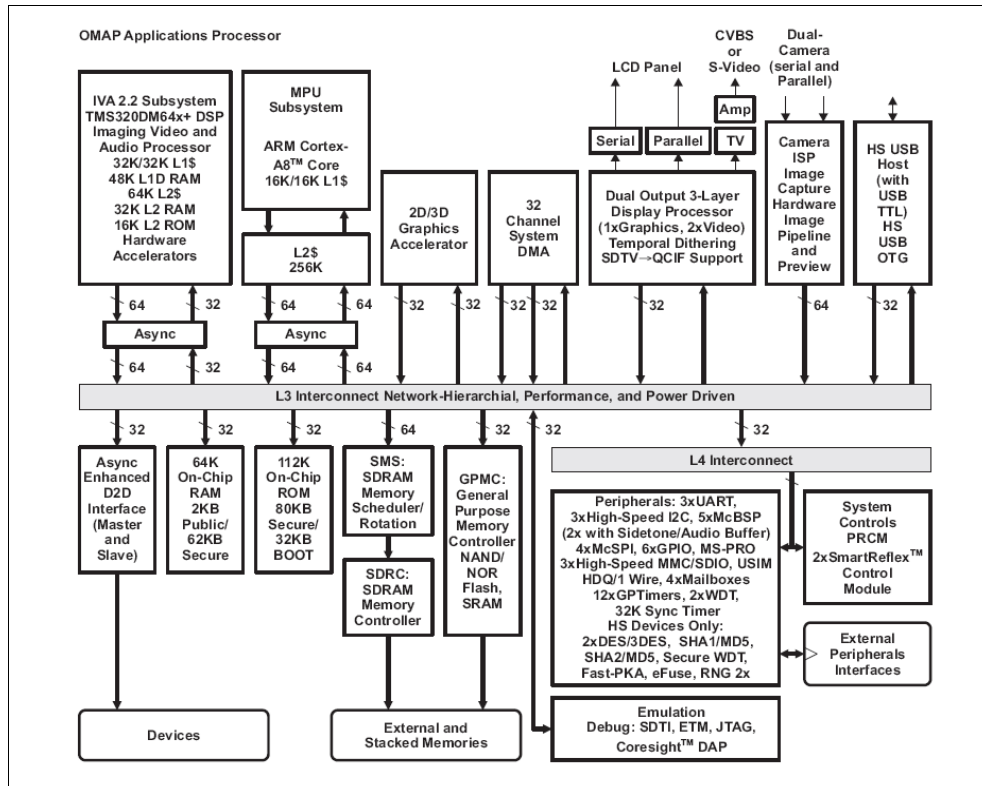 OMAP Applications Processor
LCD Panel
CVBS
or
S-Video
Dual-
Camera
(serial and
Parallel)
IVA 2.2 Subsystem
TMS320DM64x+ DSP
Imaging Video and
Audio Processor
32K/32K L1$
48K L1D RAM
64K L2$
32K L2 RAM
16K L2 ROM
Hardware
Accelerators
MPU
Subsystem
ARM Cortex-
A8™ Core
16K/16K L1$
L2$
256K
2D/3D
Graphics
Accelerator
32
Channel
System
DMA
Serial
Parallel
Amp
TV
Dual Output 3-Layer
Display Processor
(1xGraphics, 2xVideo)
Temporal Dithering
SDTV→QCIF Support
Camera
ISP
Image
Capture
Hardware
Image
Pipeline
and
Preview
HS USB
Host
(with
USB
TTL)
HS
USB
OTG
64
32
64
64
32
32
32
32
32
64
32
Async
Async
64
32
64
64
L3 Interconnect Network-Hierarchial, Performance, and Power Driven
32
32
32
64
32
32
32
L4 Interconnect
Async
Enhanced
D2D
Interface
(Master
and
Slave)
64K
On-Chip
RAM
2KB
Public/
62KB
Secure
112K
On-Chip
ROM
80KB
Secure/
32KB
BOOT
SMS:
SDRAM
Memory
Scheduler/
Rotation
SDRC:
SDRAM
Memory
Controller
GPMC:
General
Purpose
Memory
Controller
NAND/
NOR
Flash,
SRAM
Peripherals: 3xUART,
3xHigh-Speed I2C, 5xMcBSP
(2x with Sidetone/Audio Buffer)
4xMcSPI, 6xGPIO, MS-PRO
3xHigh-Speed MMC/SDIO, USIM
HDQ/1 Wire, 4xMailboxes
12xGPTimers, 2xWDT,
32K Sync Timer
HS Devices Only:
2xDES/3DES, SHA1/MD5,
SHA2/MD5, Secure WDT,
Fast-PKA, eFuse, RNG 2x
System
Controls
PRCM
2xSmartReflex™
Control
Module
External
Peripherals
Interfaces
Devices
External and
Stacked Memories
Emulation
Debug: SDTI, ETM, JTAG,
Coresight™ DAP